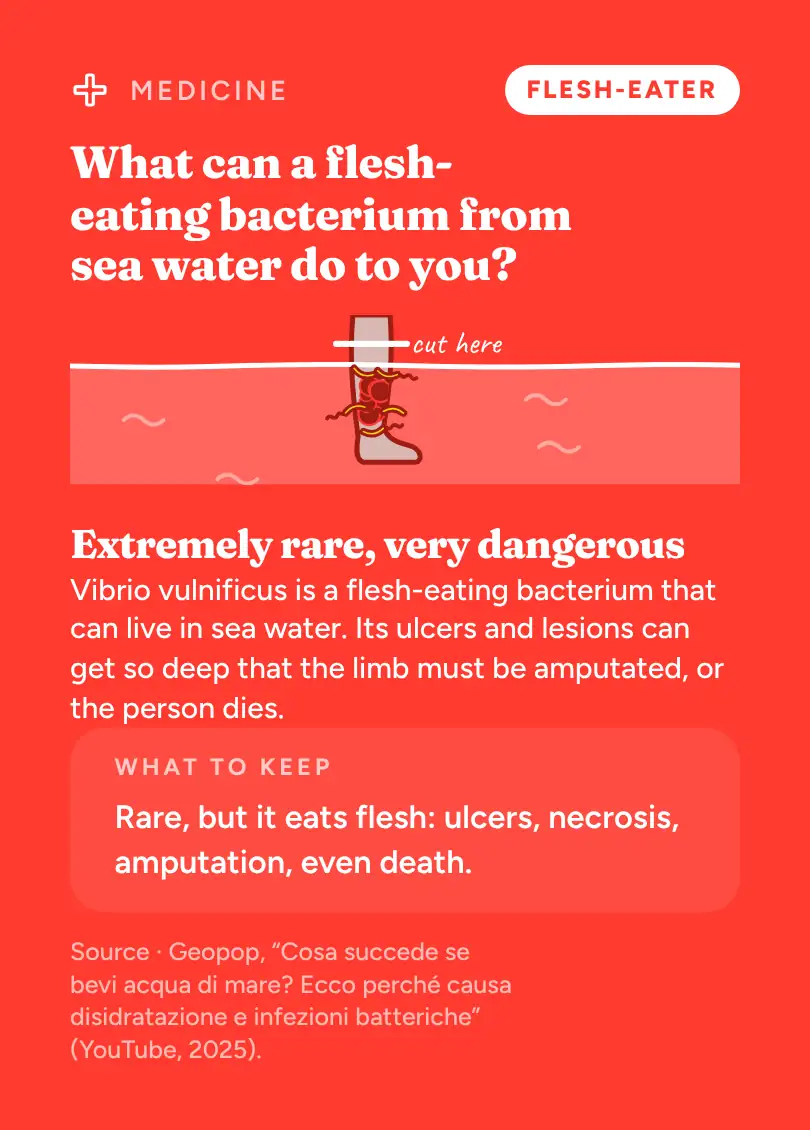 MEDICINE
FLESH-EATER
What can a flesh-
eating bacterium from
sea water do to you?
cut here
Extremely rare, very dangerous
Vibrio vulnificus is a flesh-eating bacterium that
can live in sea water. Its ulcers and lesions can
get so deep that the limb must be amputated, or
the person dies.
WHAT TO KEEP
Rare, but it eats flesh: ulcers, necrosis,
amputation, even death.
Source · Geopop, “Cosa succede se
bevi acqua di mare? Ecco perché causa
disidratazione e infezioni batteriche”
(YouTube, 2025).